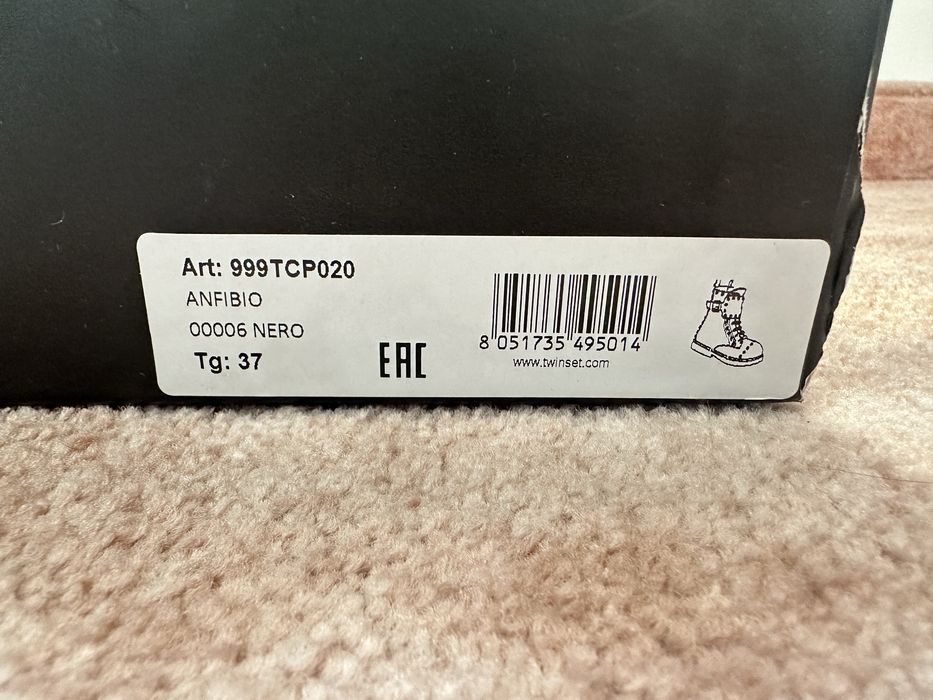 Art: 999TCP020
ANFIBIO
00006 NERO
Tg: 37
EAC
8 051735 495014
www.twinset.com